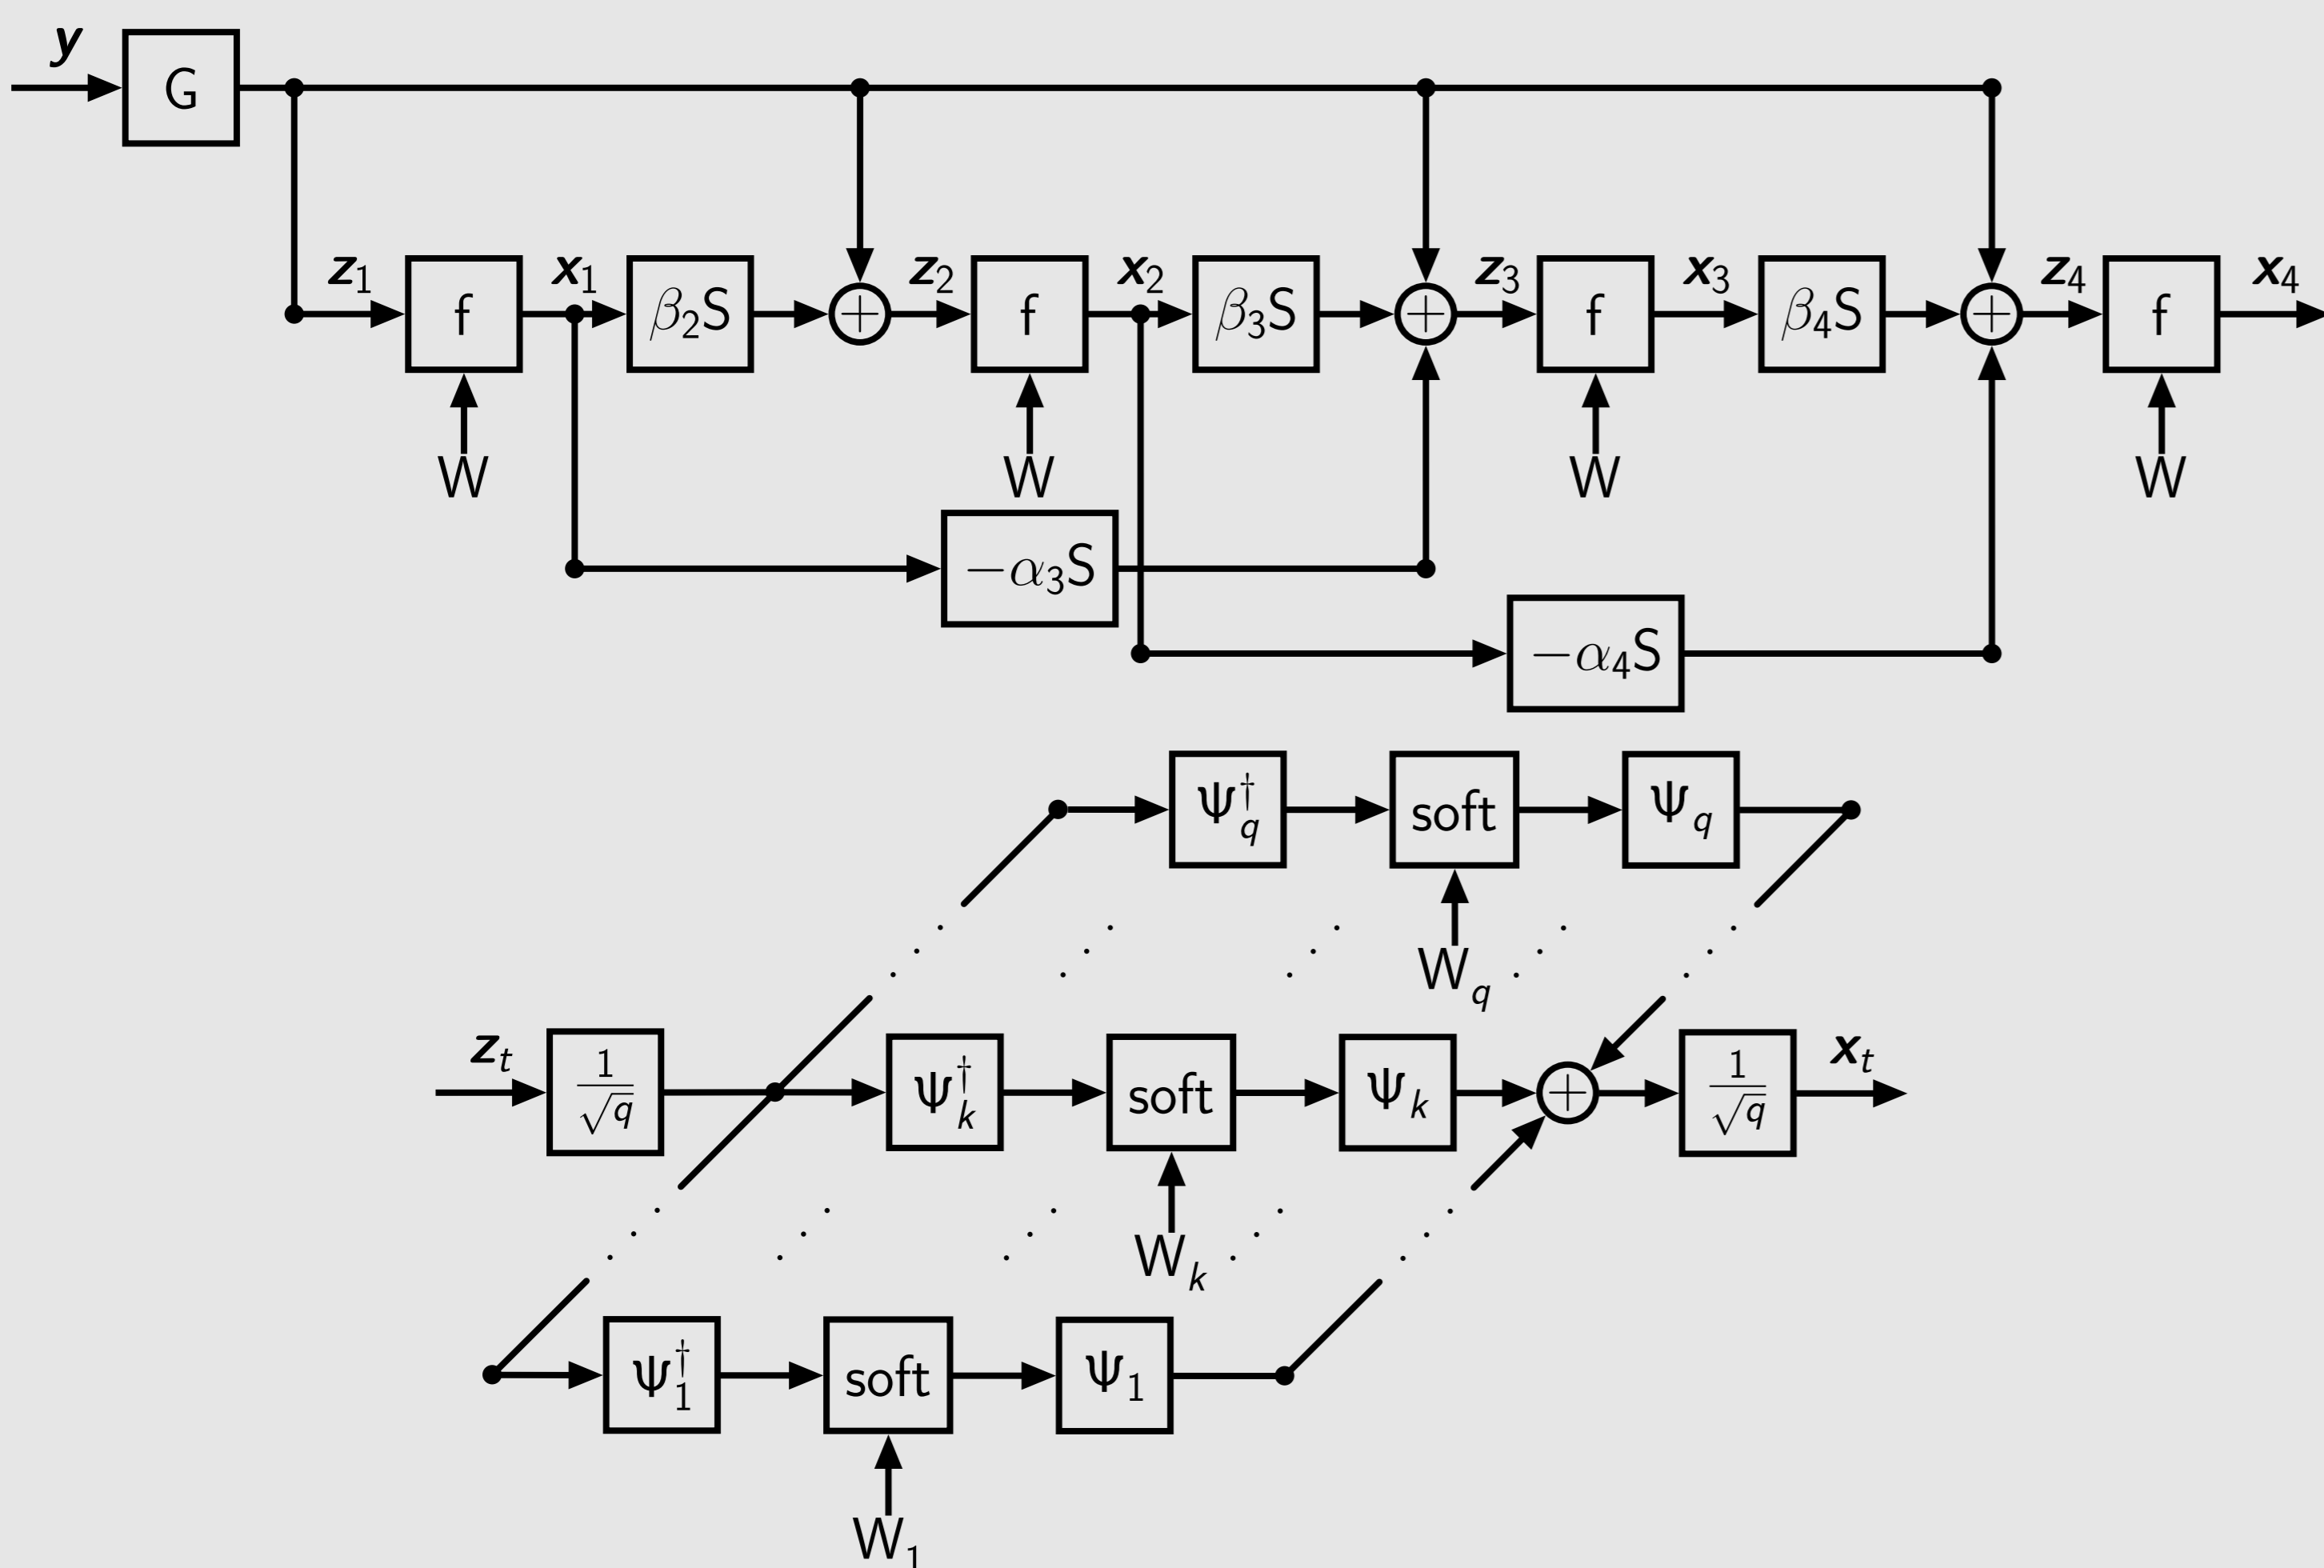 y
G
z₁ f x₁ β₂S + z₂ f x₂ β₃S + z₃ f x₃ β₄S + z₄ f x₄
W W W W
−α₃S
−α₄S
ψ†q soft ψq
Wq
zt 1/√q ψ†k soft ψk + 1/√q xt
Wk
ψ†1 soft ψ1
W1